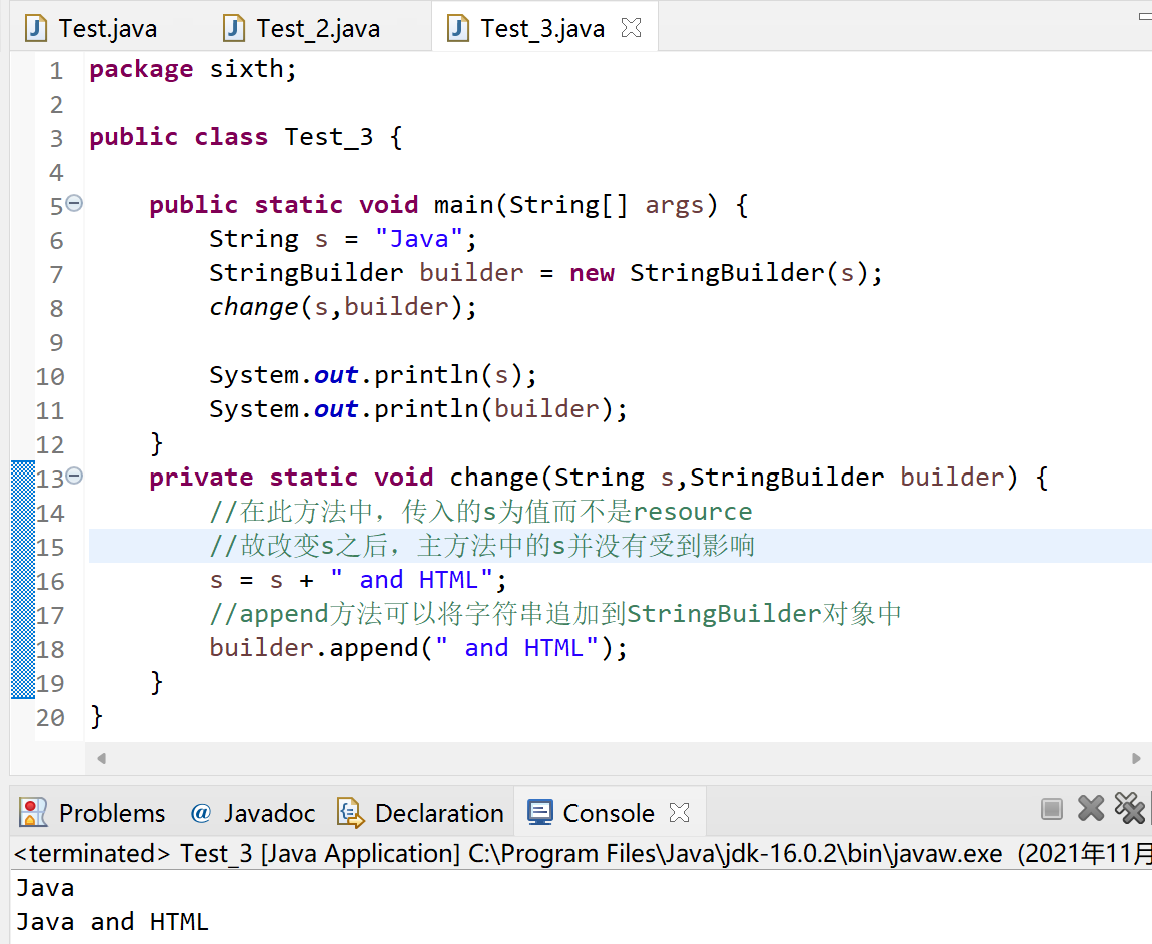 Test.java Test_2.java Test_3.java
1 package sixth;
2
3 public class Test_3 {
4
5 public static void main(String[] args) {
6 String s = "Java";
7 StringBuilder builder = new StringBuilder(s);
8 change(s,builder);
9
10 System.out.println(s);
11 System.out.println(builder);
12 }
13 private static void change(String s,StringBuilder builder) {
14 //在此方法中，传入的s为值而不是resource
15 //故改变s之后，主方法中的s并没有受到影响
16 s = s + " and HTML";
17 //append方法可以将字符串追加到StringBuilder对象中
18 builder.append(" and HTML");
19 }
20 }
Problems @ Javadoc Declaration Console
<terminated> Test_3 [Java Application] C:\Program Files\Java\jdk-16.0.2\bin\javaw.exe (2021年11月
Java
Java and HTML